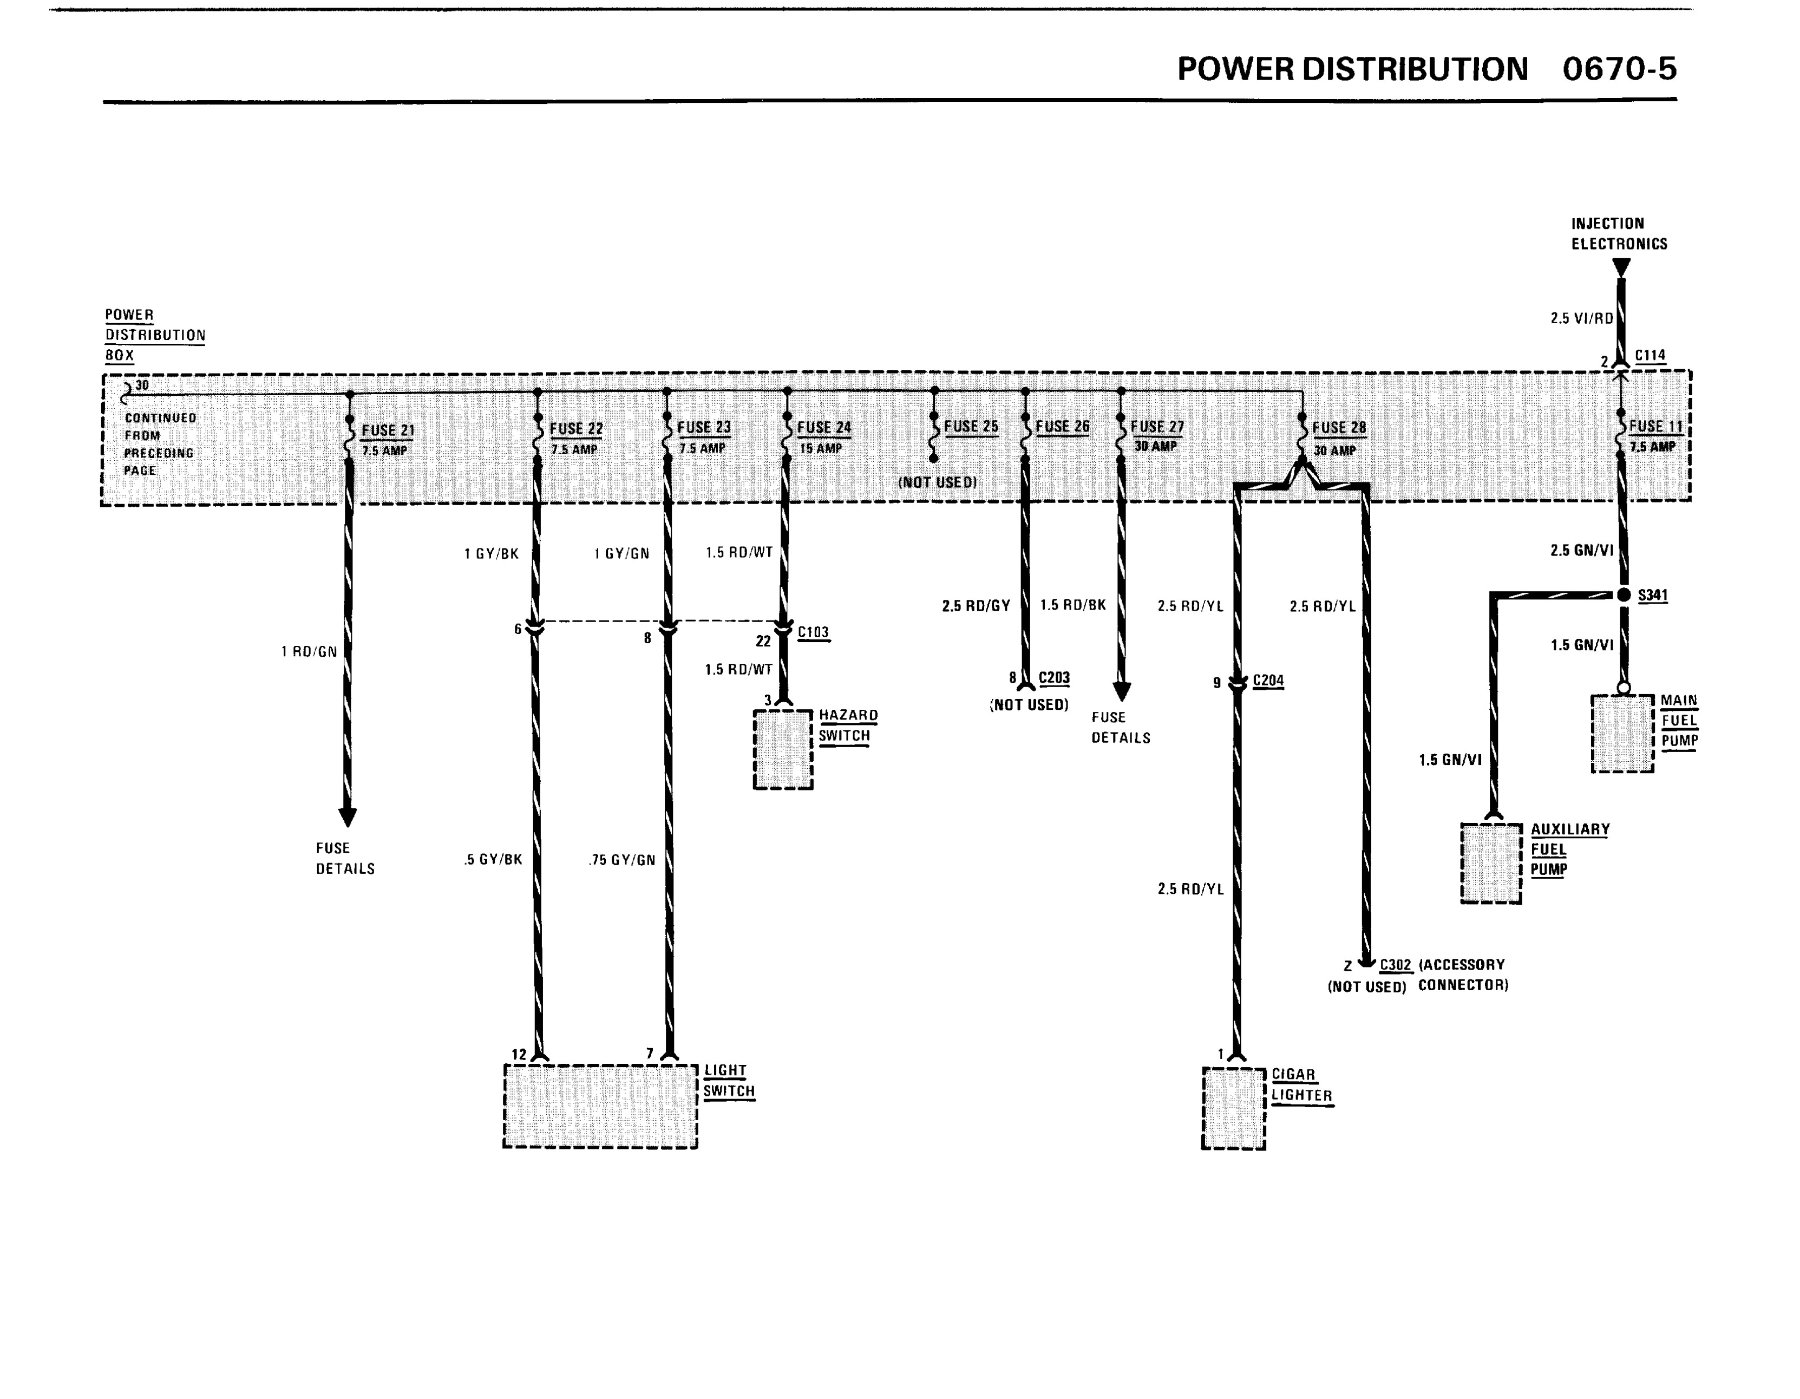 POWER DISTRIBUTION 0670-5
INJECTION
ELECTRONICS
2.5 VI/RD
2
C114
POWER
DISTRIBUTION
BOX
30
CONTINUED
FROM
PRECEDING
PAGE
FUSE 21
7.5 AMP
FUSE 22
7.5 AMP
FUSE 23
7.5 AMP
FUSE 24
15 AMP
FUSE 25
(NOT USED)
FUSE 26
FUSE 27
30 AMP
FUSE 28
30 AMP
FUSE 11
7.5 AMP
1 GY/BK
1 GY/GN
1.5 RD/WT
2.5 GN/VI
2.5 RD/GY
1.5 RD/BK
2.5 RD/YL
2.5 RD/YL
S341
6
8
22
C103
1 RD/GN
1.5 RD/WT
1.5 GN/VI
8
C203
(NOT USED)
9
C204
3
HAZARD
SWITCH
FUSE
DETAILS
MAIN
FUEL
PUMP
1.5 GN/VI
FUSE
DETAILS
.5 GY/BK
.75 GY/GN
2.5 RD/YL
AUXILIARY
FUEL
PUMP
Z
C302 (ACCESSORY
(NOT USED) CONNECTOR)
12
7
LIGHT
SWITCH
1
CIGAR
LIGHTER